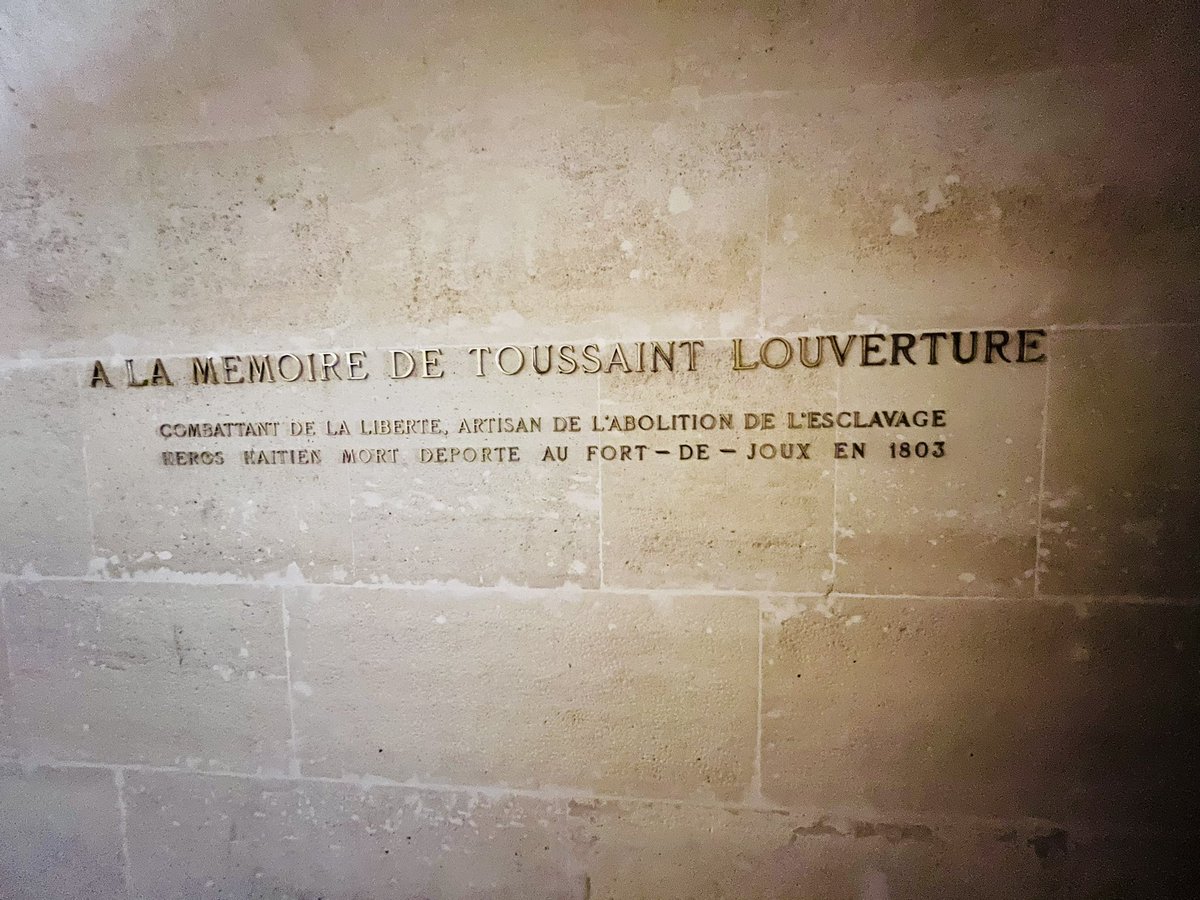 A LA MEMOIRE DE TOUSSAINT LOUVERTURE
COMBATTANT DE LA LIBERTE, ARTISAN DE L'ABOLITION DE L'ESCLAVAGE
HEROS HAITIEN MORT DEPORTE AU FORT-DE-JOUX EN 1803